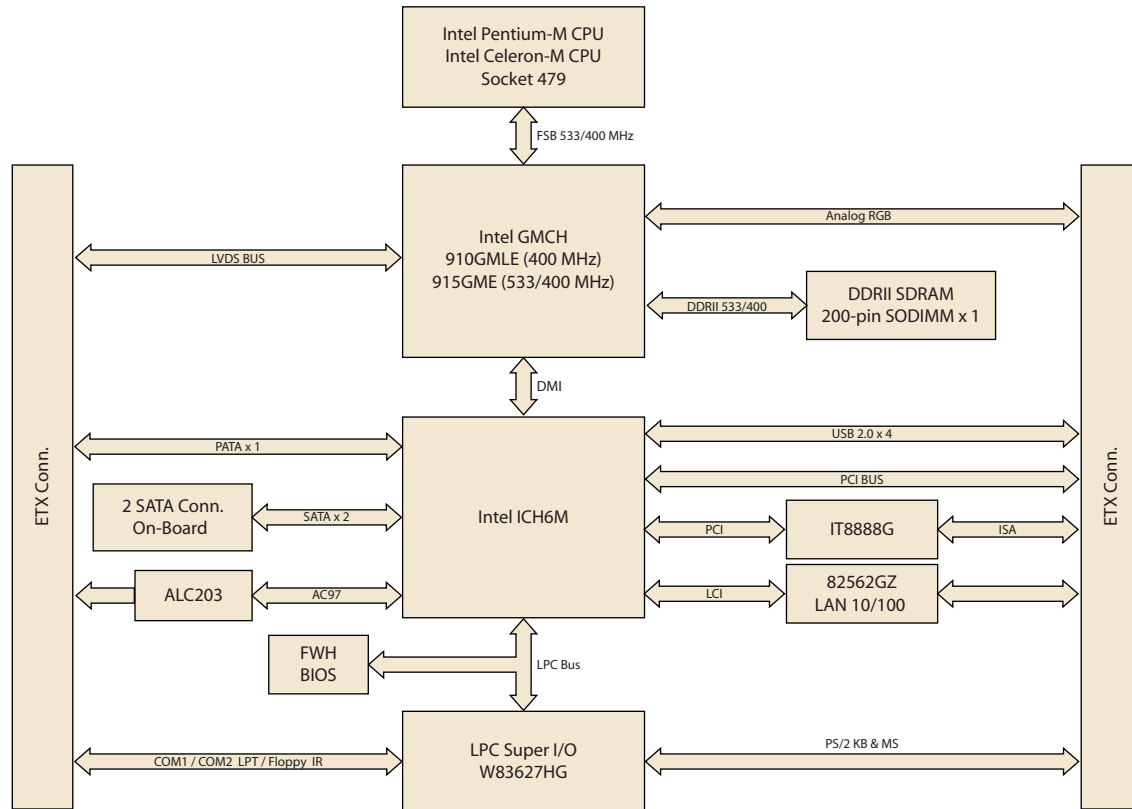 Intel Pentium-M CPU
Intel Celeron-M CPU
Socket 479
FSB 533/400 MHz
ETX Conn.
LVDS BUS
Intel GMCH
910GMLE (400 MHz)
915GME (533/400 MHz)
Analog RGB
DDRII 533/400
DDRII SDRAM
200-pin SODIMM x 1
ETX Conn.
DMI
PATA x 1
2 SATA Conn.
On-Board
SATA x 2
ALC203
AC97
Intel ICH6M
USB 2.0 x 4
PCI BUS
PCI
IT8888G
ISA
LCI
82562GZ
LAN 10/100
FWH
BIOS
LPC Bus
COM1 / COM2 LPT / Floppy IR
LPC Super I/O
W83627HG
PS/2 KB & MS